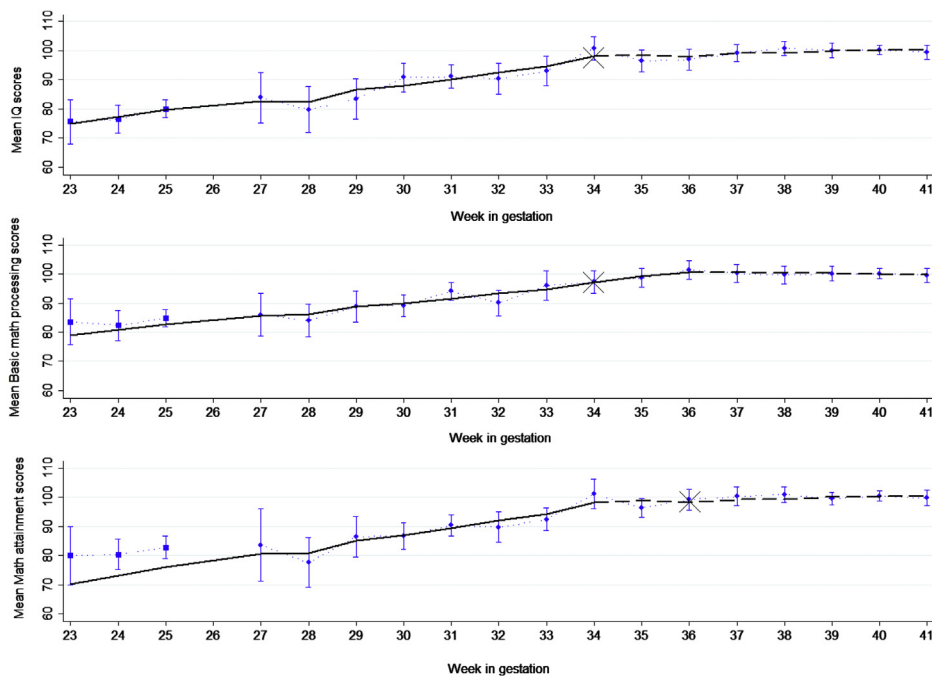 Mean IQ scores
110
100
90
80
70
60
23 24 25 26 27 28 29 30 31 32 33 34 35 36 37 38 39 40 41
Week in gestation
Mean Basic math processing scores
110
100
90
80
70
60
23 24 25 26 27 28 29 30 31 32 33 34 35 36 37 38 39 40 41
Week in gestation
Mean Math attainment scores
110
100
90
80
70
60
23 24 25 26 27 28 29 30 31 32 33 34 35 36 37 38 39 40 41
Week in gestation